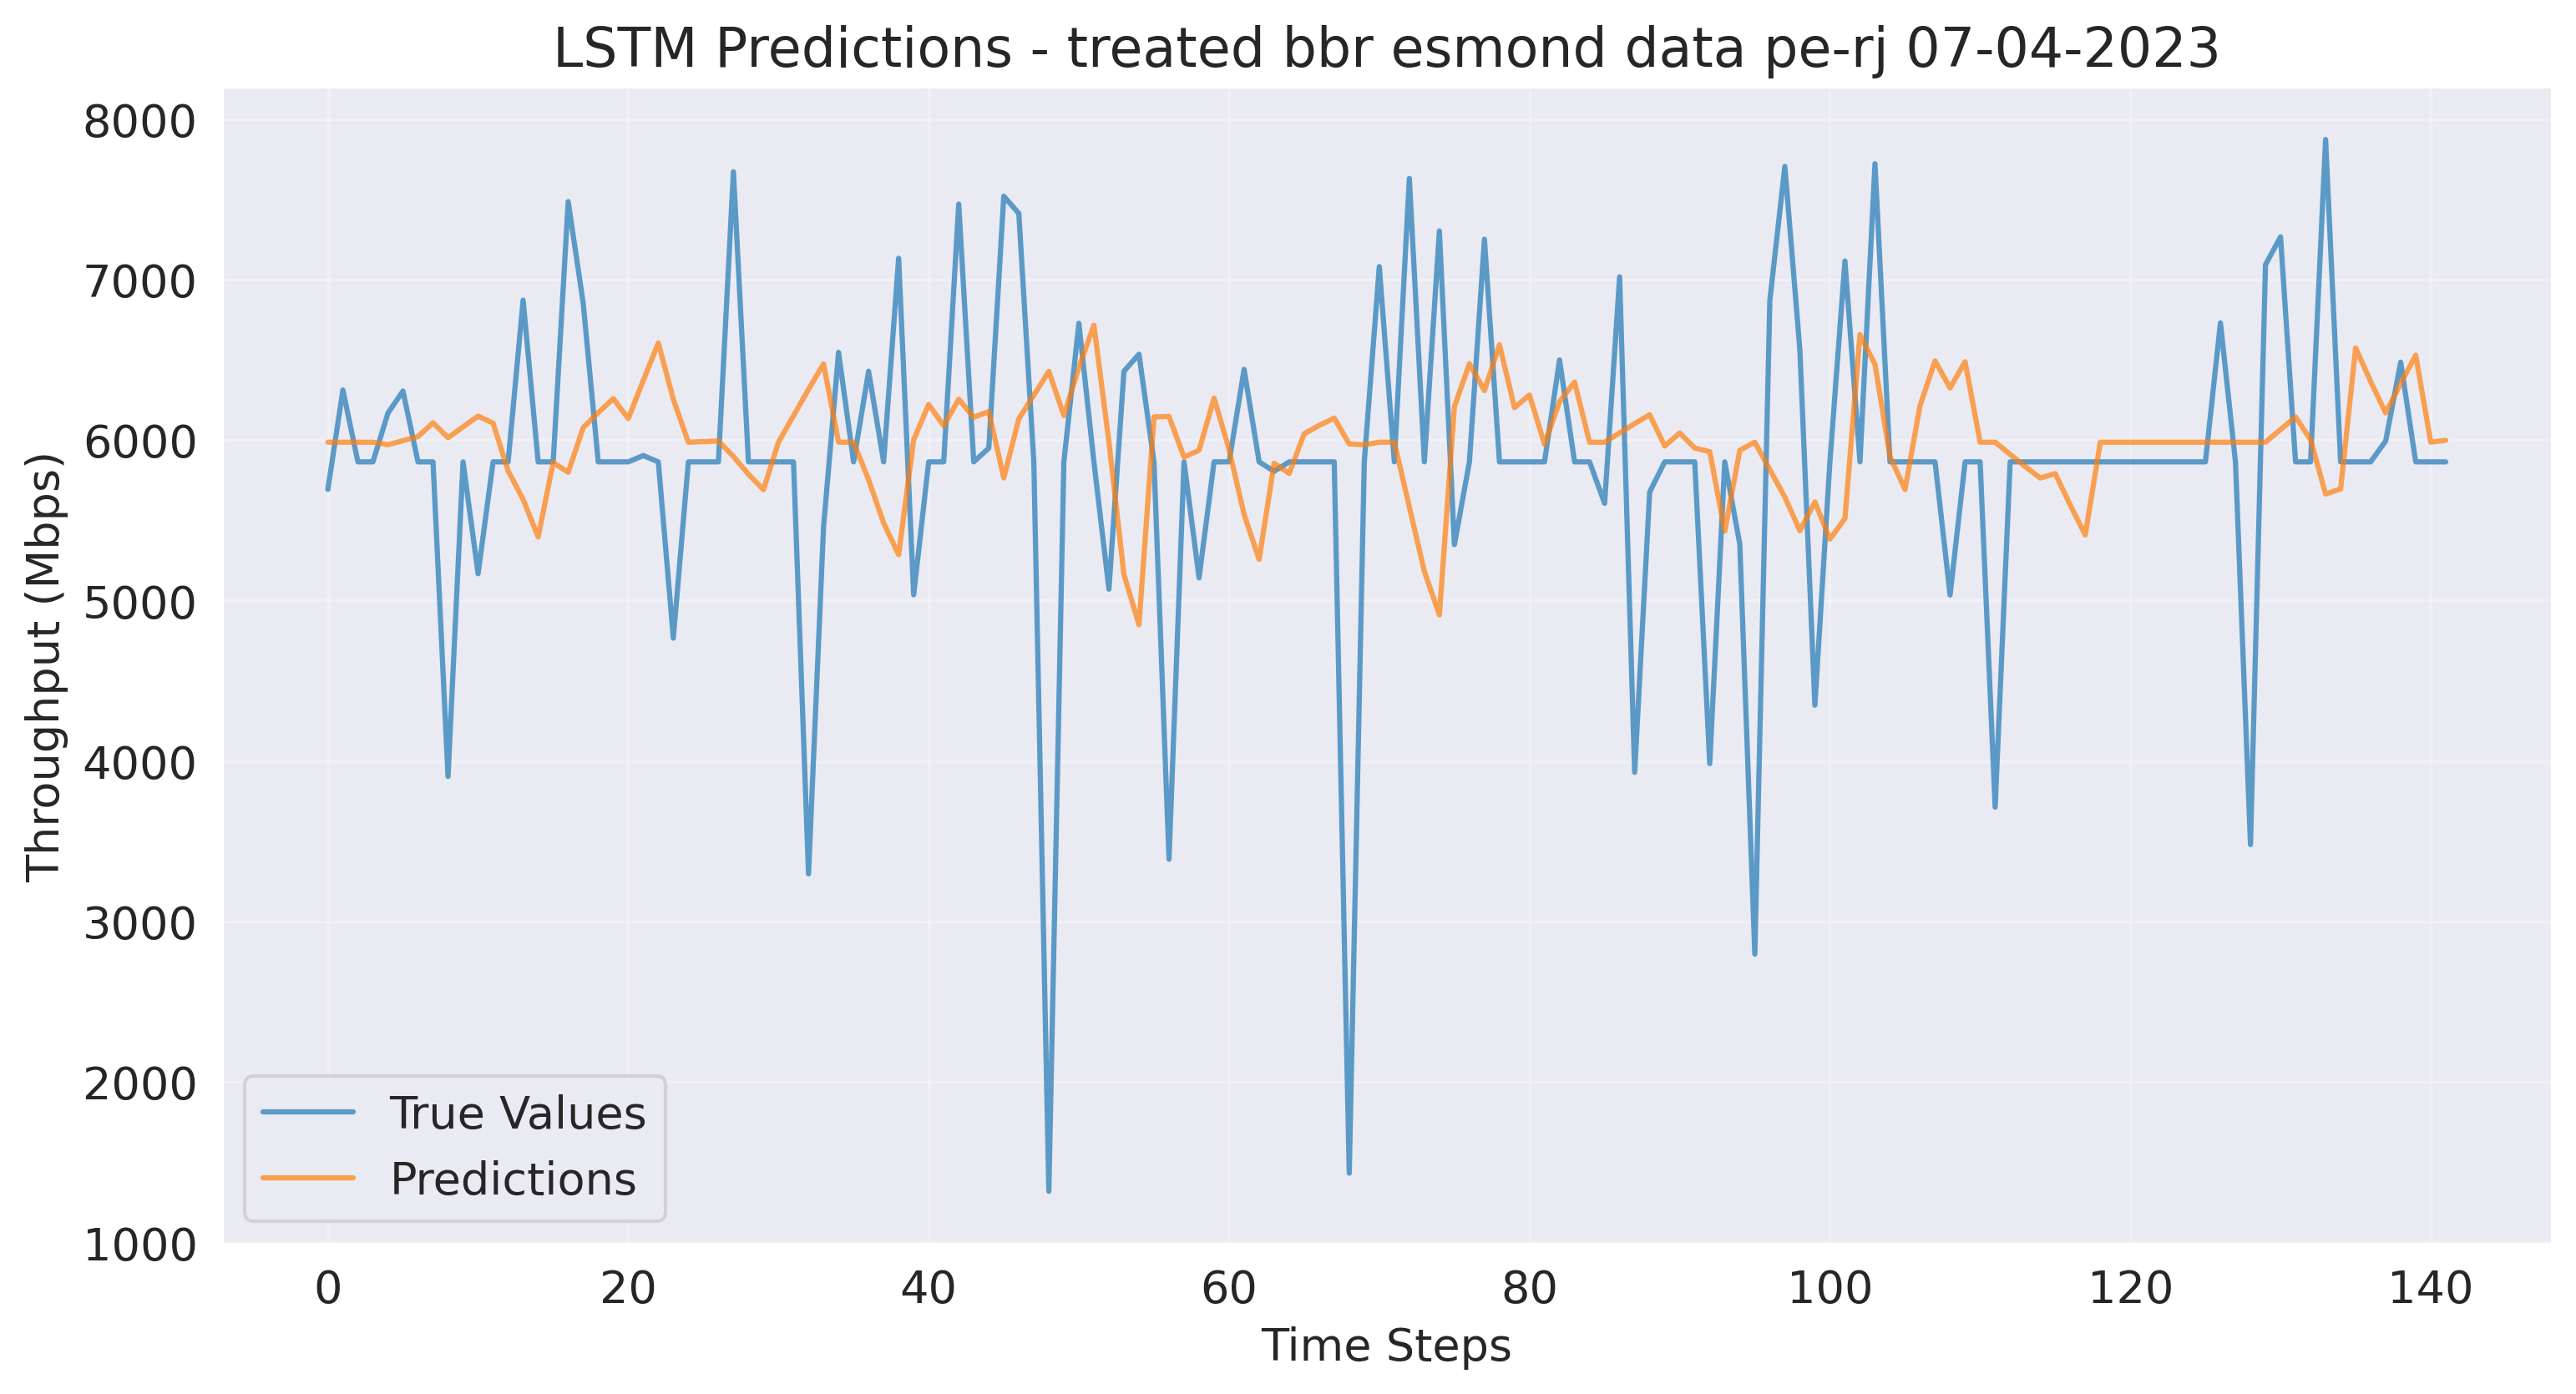 LSTM Predictions - treated bbr esmond data pe-rj 07-04-2023
8000
7000
6000
5000
4000
3000
2000
1000
Throughput (Mbps)
True Values
Predictions
0 20 40 60 80 100 120 140
Time Steps